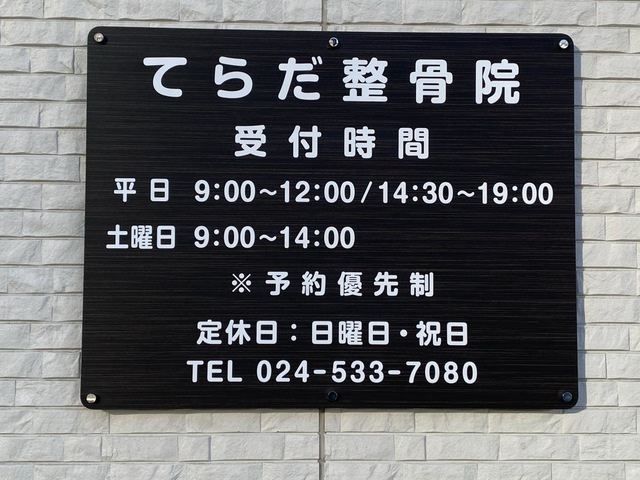 てらだ整骨院
受付時間
平日 9:00～12:00/14:30～19:00
土曜日 9:00～14:00
※予約優先制
定休日：日曜日・祝日
TEL 024-533-7080